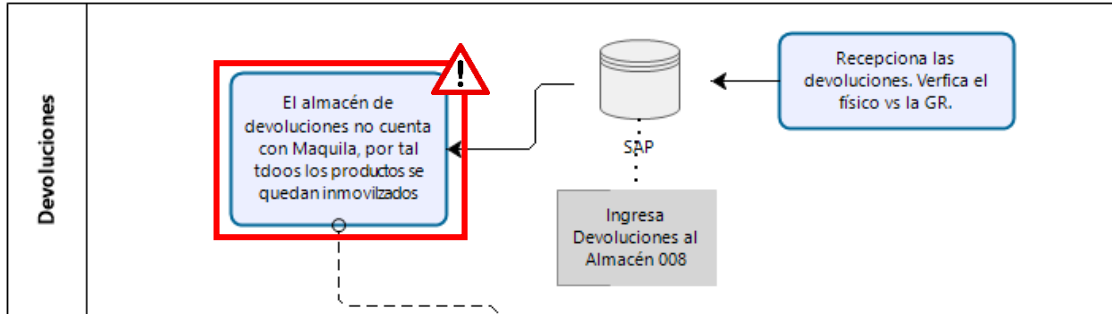 Devoluciones
El almacén de
devoluciones no cuenta
con Maquila, por tal
tdoos los productos se
quedan inmovilzados
!
SAP
Ingresa
Devoluciones al
Almacén 008
Recepciona las
devoluciones. Verfica el
físico vs la GR.